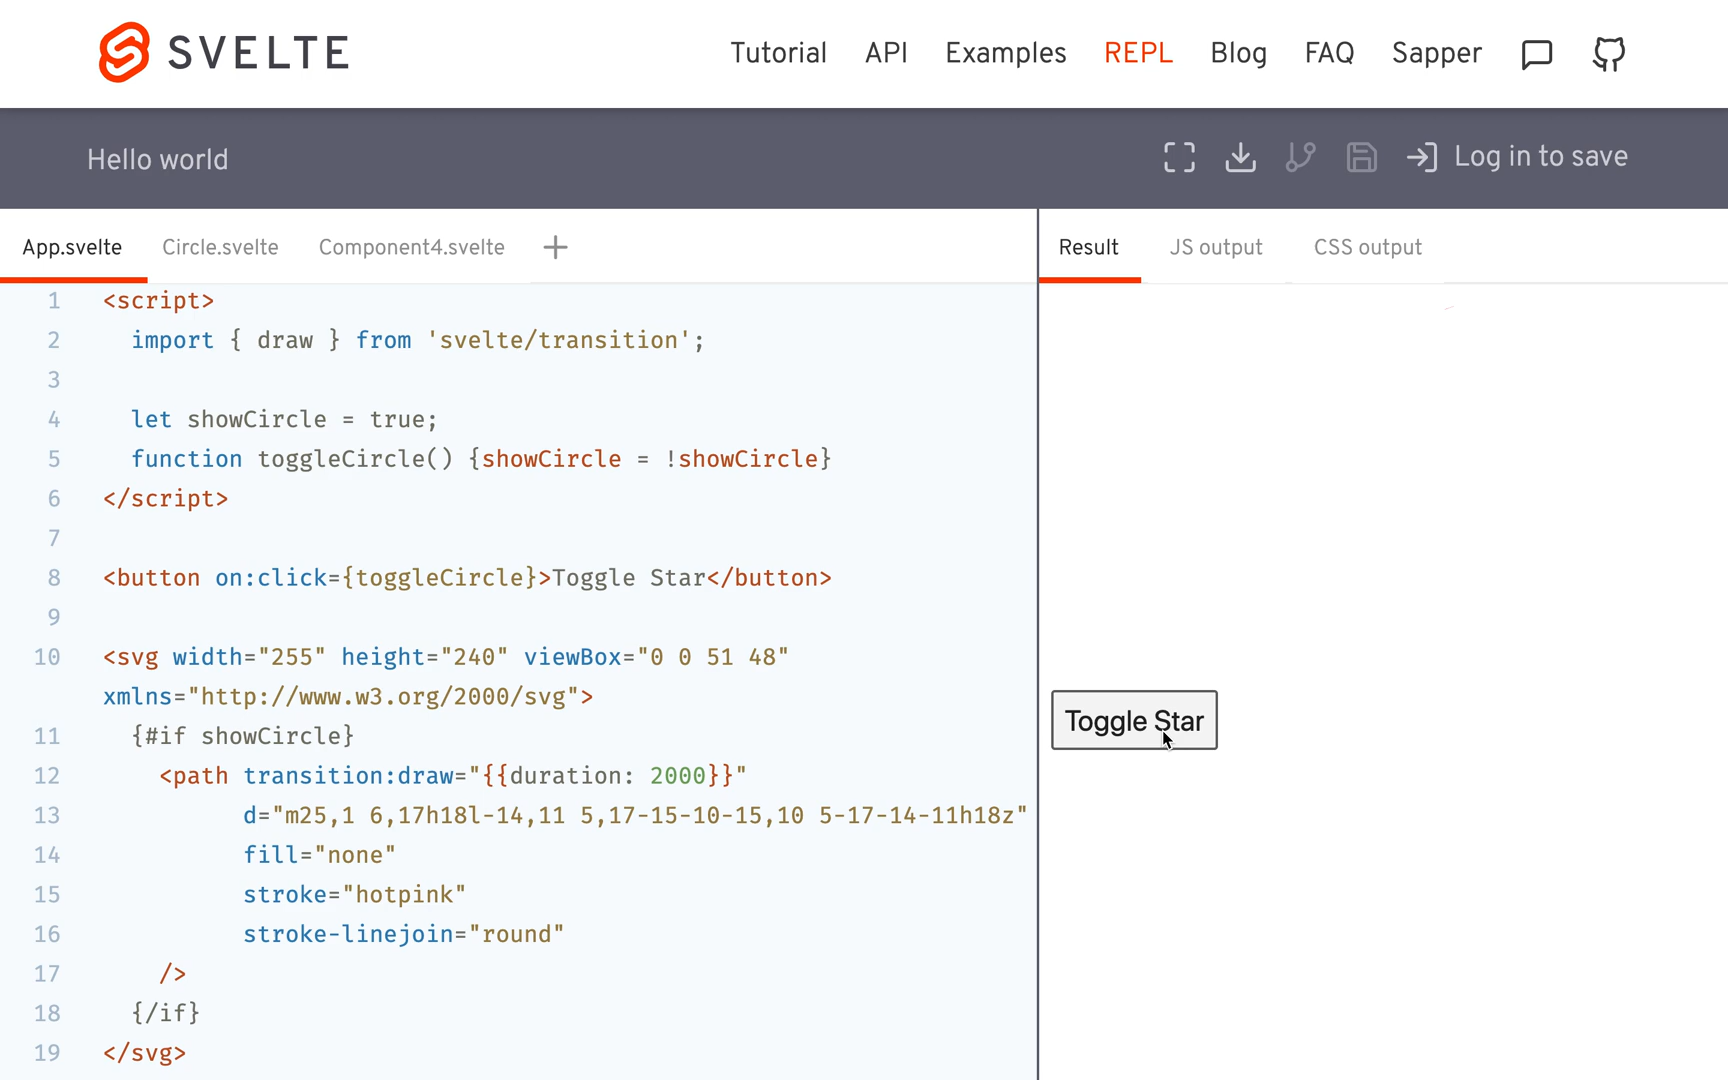 SVELTE
Tutorial API Examples REPL Blog FAQ Sapper
Hello world
Log in to save
App.svelte Circle.svelte Component4.svelte +
Result JS output CSS output
1 <script>
2 import { draw } from 'svelte/transition';
3
4 let showCircle = true;
5 function toggleCircle() {showCircle = !showCircle}
6 </script>
7
8 <button on:click={toggleCircle}>Toggle Star</button>
9
10 <svg width="255" height="240" viewBox="0 0 51 48"
xmlns="http://www.w3.org/2000/svg">
11 {#if showCircle}
12 <path transition:draw="{{duration: 2000}}"
13 d="m25,1 6,17h18l-14,11 5,17-15-10-15,10 5-17-14-11h18z"
14 fill="none"
15 stroke="hotpink"
16 stroke-linejoin="round"
17 />
18 {/if}
19 </svg>
Toggle Star